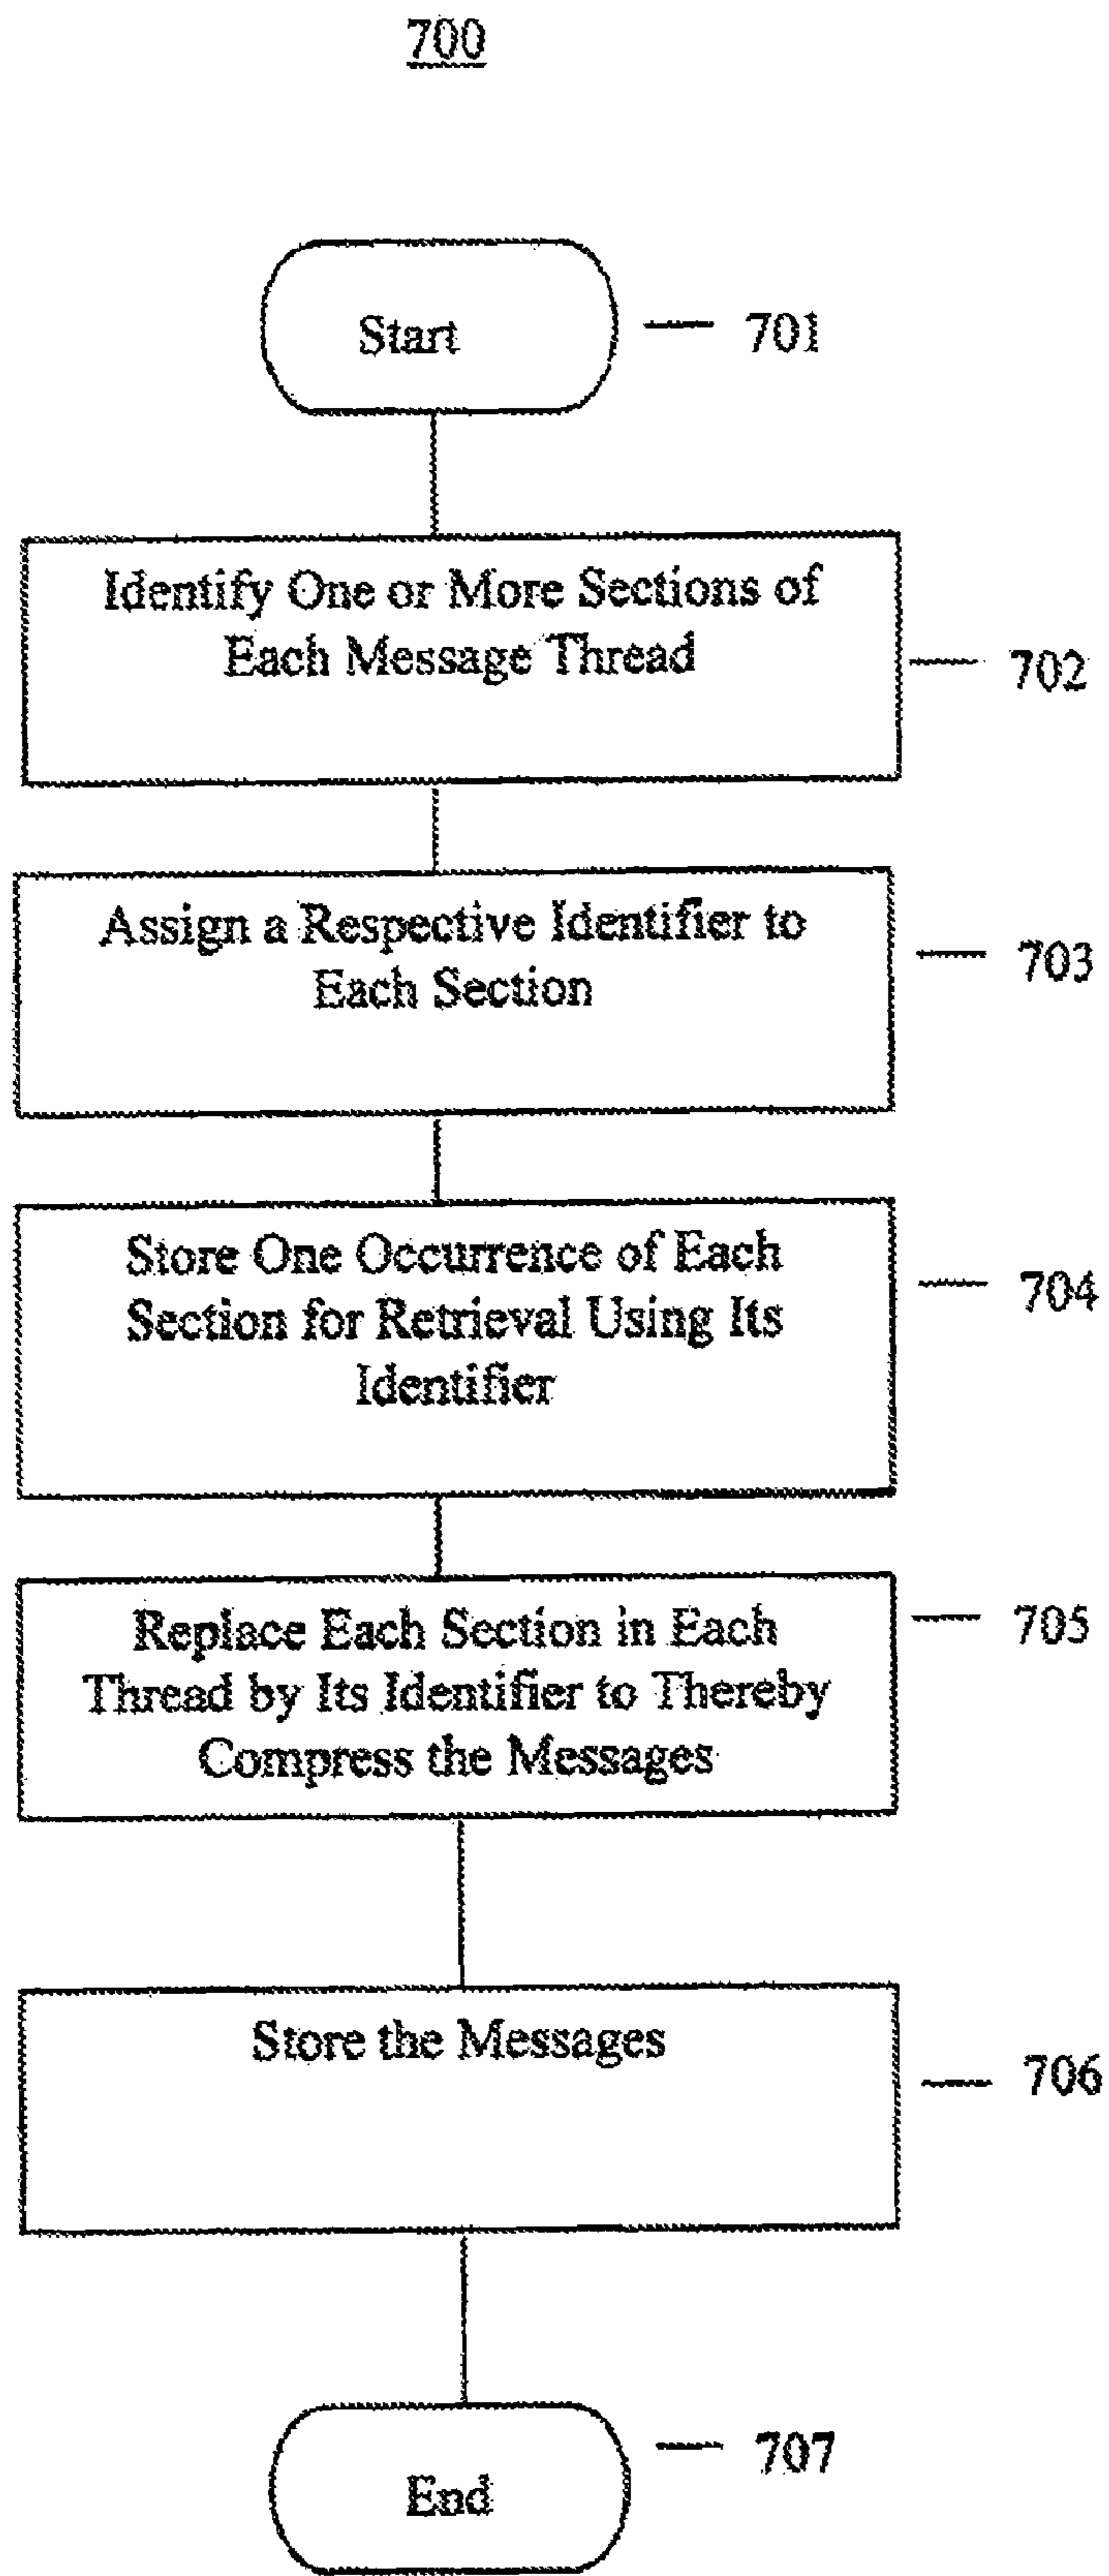 700
Start
701
Identify One or More Sections of
Each Message Thread
702
Assign a Respective Identifier to
Each Section
703
Store One Occurrence of Each
Section for Retrieval Using Its
Identifier
704
Replace Each Section in Each
Thread by Its Identifier to Thereby
Compress the Messages
705
Store the Messages
706
End
707